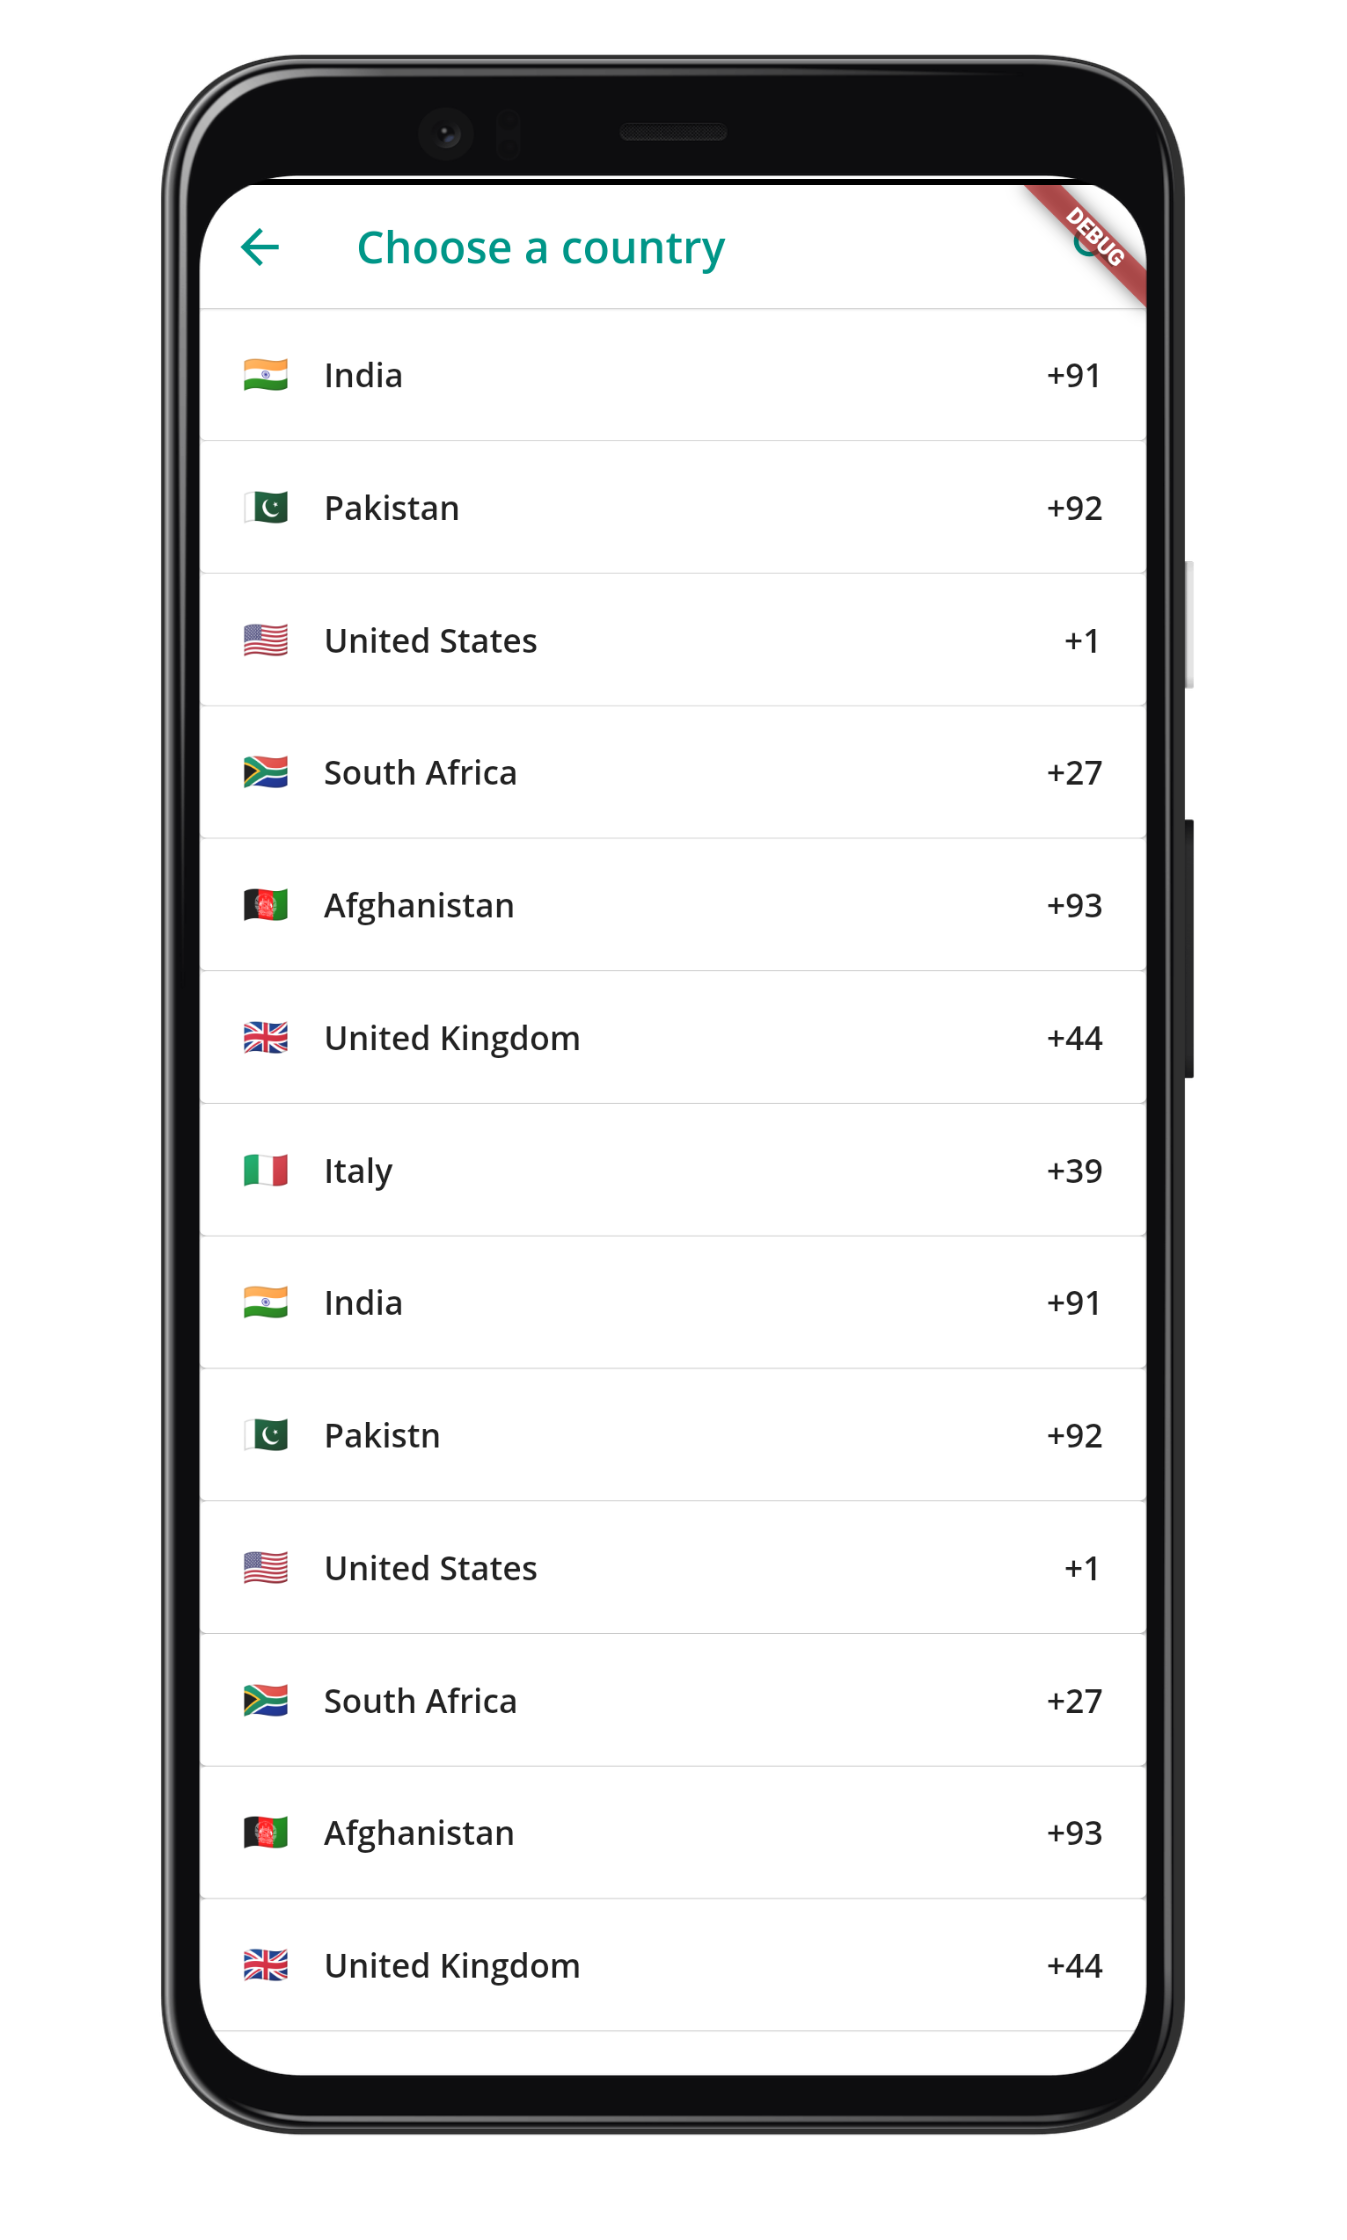 Choose a country
DEBUG
India +91
Pakistan +92
United States +1
South Africa +27
Afghanistan +93
United Kingdom +44
Italy +39
India +91
Pakistn +92
United States +1
South Africa +27
Afghanistan +93
United Kingdom +44